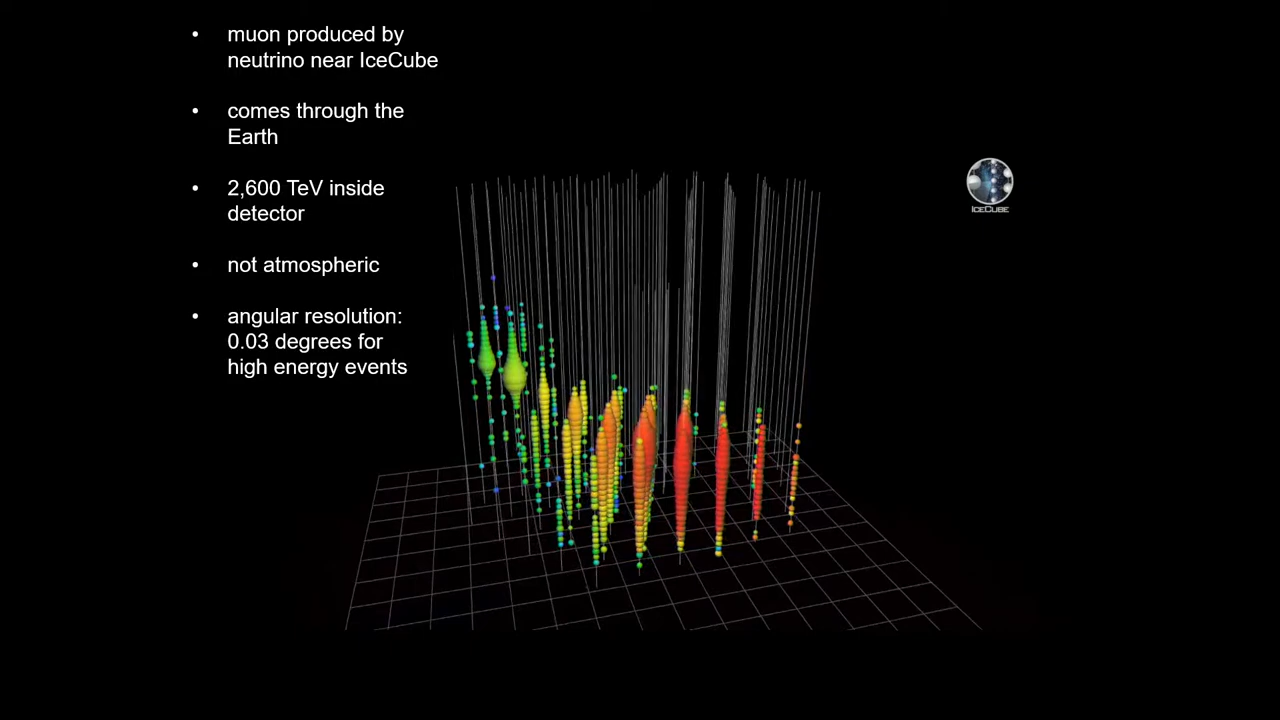 • muon produced by
neutrino near IceCube
• comes through the
Earth
• 2,600 TeV inside
detector
• not atmospheric
• angular resolution:
0.03 degrees for
high energy events
ICECUBE